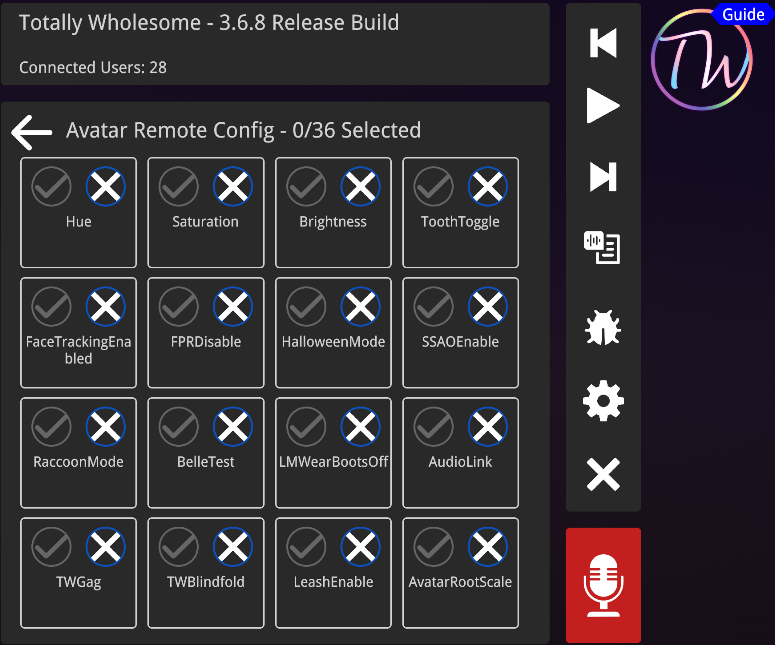 Totally Wholesome - 3.6.8 Release Build
Guide
TW
Connected Users: 28
Avatar Remote Config - 0/36 Selected
Hue
Saturation
Brightness
ToothToggle
FaceTrackingEna
bled
FPRDisable
HalloweenMode
SSAOEnable
RaccoonMode
BelleTest
LMWearBootsOff
AudioLink
TWGag
TWBlindfold
LeashEnable
AvatarRootScale